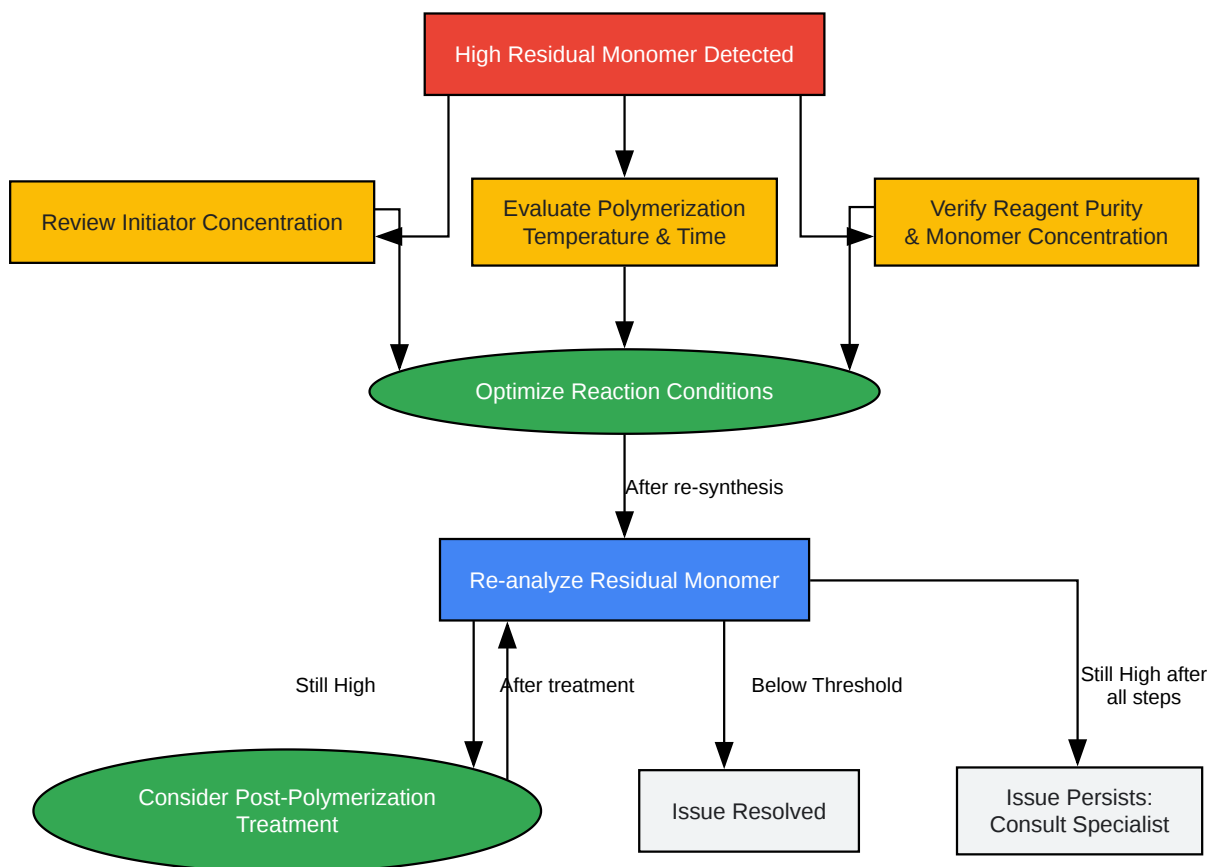 High Residual Monomer Detected
Review Initiator Concentration
Evaluate Polymerization
Temperature & Time
Verify Reagent Purity
& Monomer Concentration
Optimize Reaction Conditions
After re-synthesis
Re-analyze Residual Monomer
Still High
After treatment
Below Threshold
Still High after
all steps
Consider Post-Polymerization
Treatment
Issue Resolved
Issue Persists:
Consult Specialist